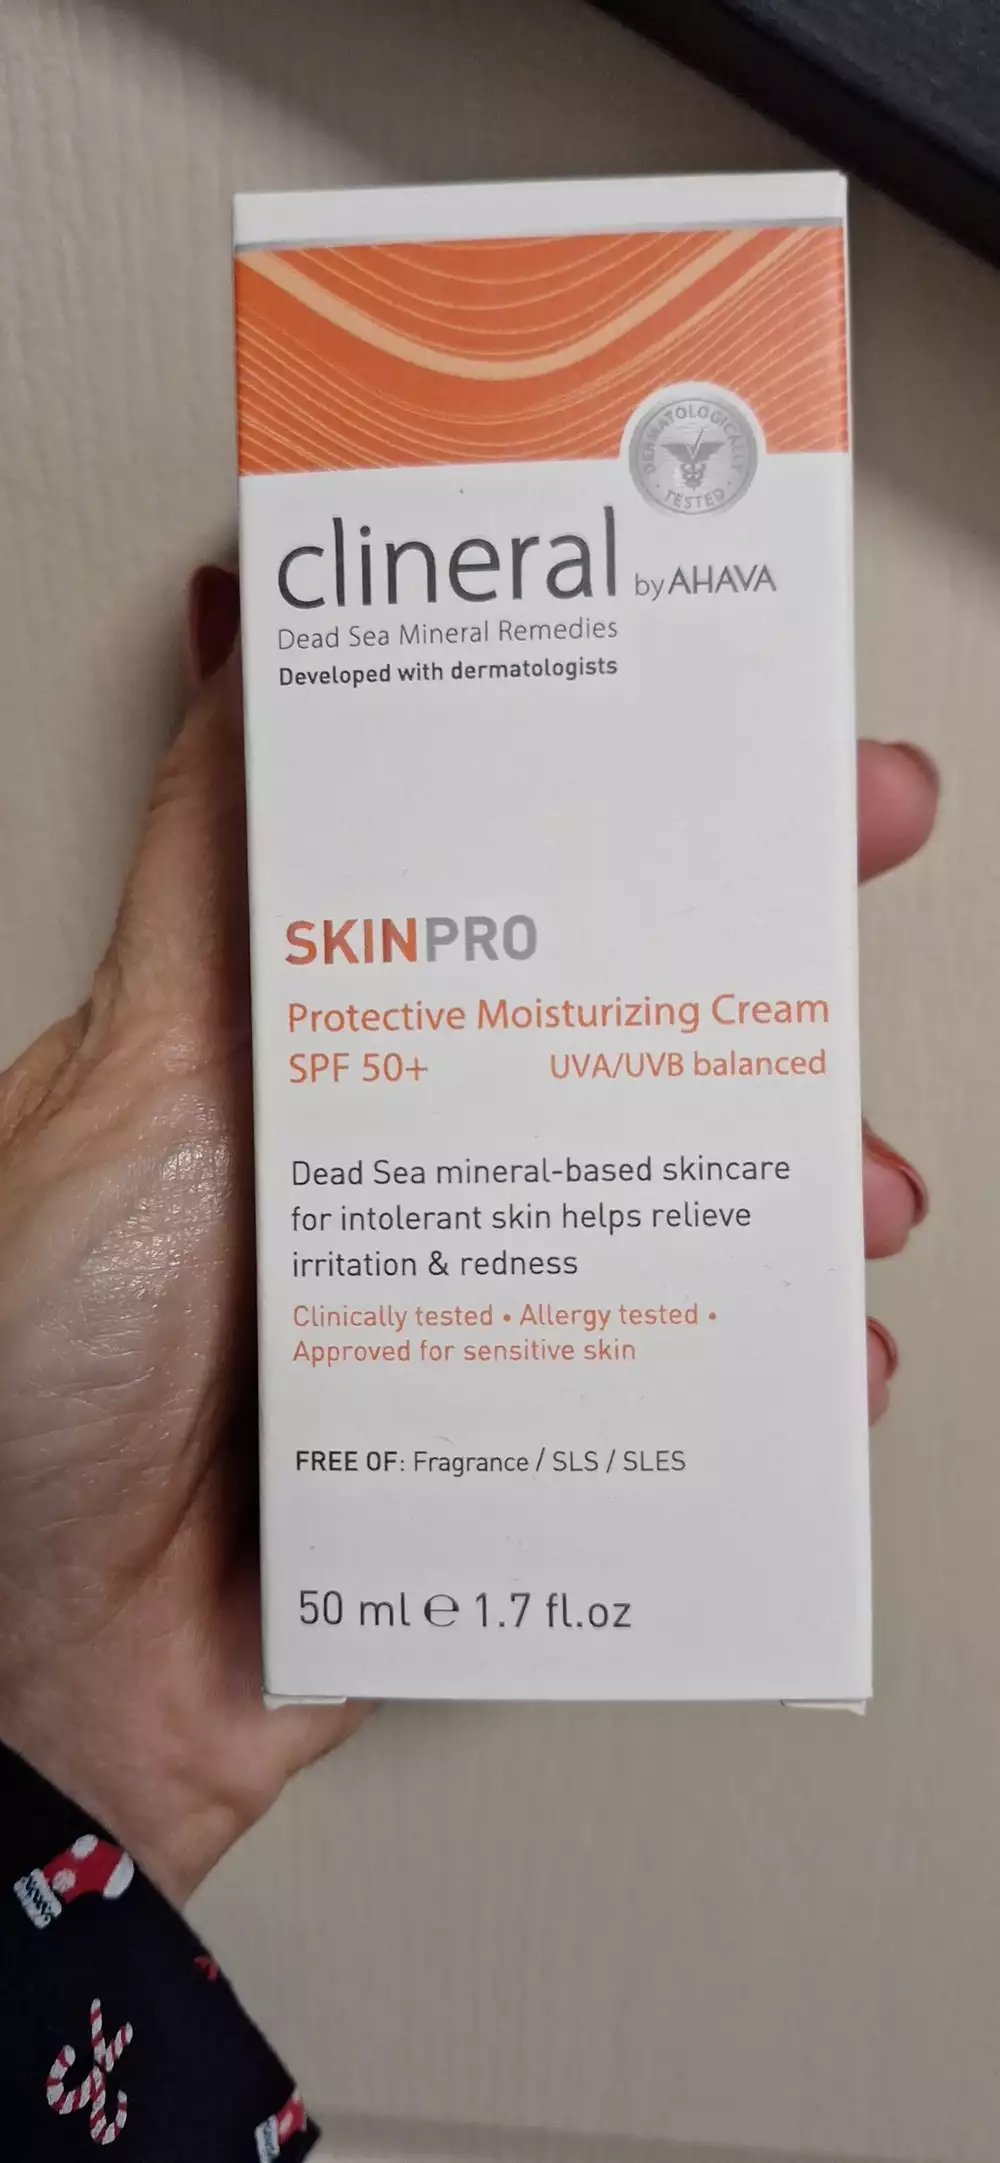 DERMATOLOGICALLY
• TESTED •
clineral by AHAVA
Dead Sea Mineral Remedies
Developed with dermatologists
SKINPRO
Protective Moisturizing Cream
SPF 50+ UVA/UVB balanced
Dead Sea mineral-based skincare
for intolerant skin helps relieve
irritation & redness
Clinically tested • Allergy tested •
Approved for sensitive skin
FREE OF: Fragrance / SLS / SLES
50 ml ℮ 1.7 fl.oz